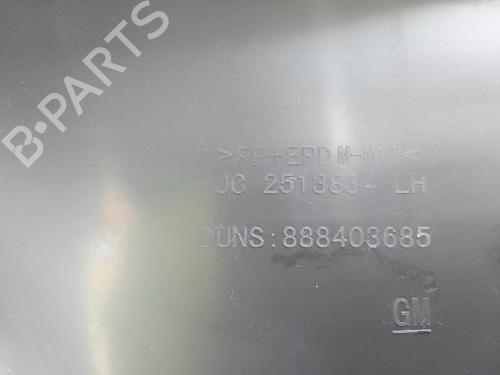 B-PARTS
>PP+EPDM-M17<
JC 2513834 LH
DUNS:888403685
GM